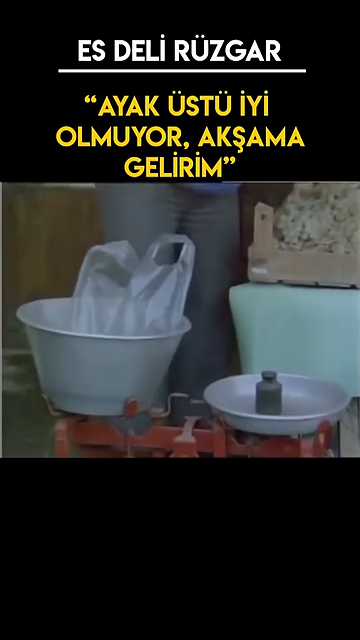 ES DELİ RÜZGAR
“AYAK ÜSTÜ İYİ
OLMUYOR, AKŞAMA
GELİRİM”